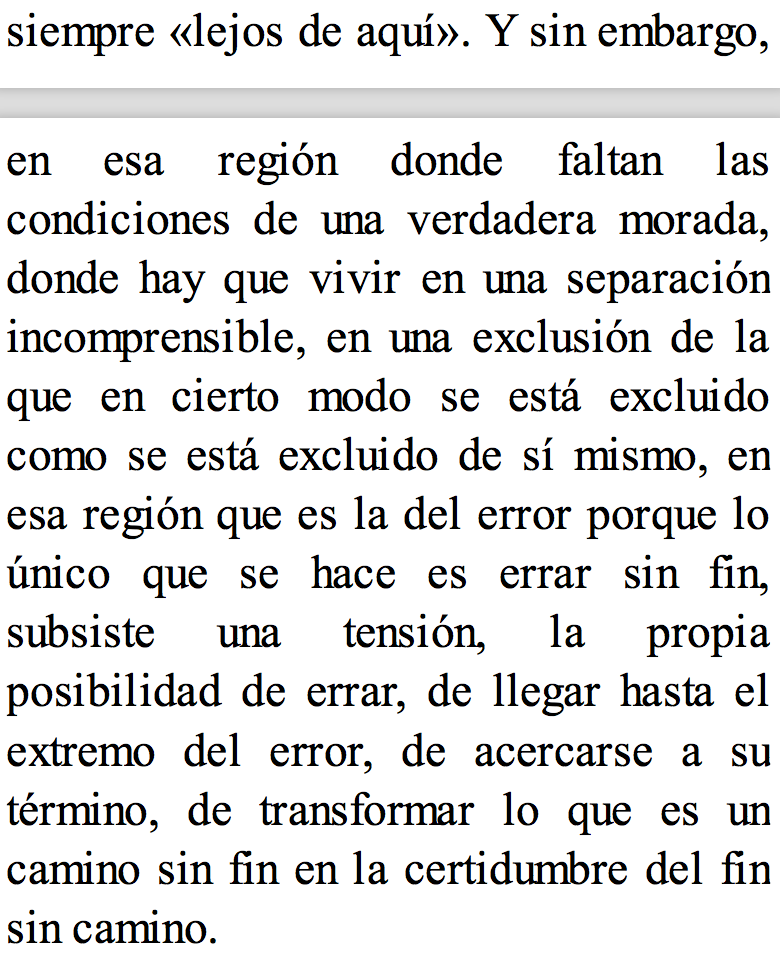 siempre «lejos de aquí». Y sin embargo,
en esa región donde faltan las
condiciones de una verdadera morada,
donde hay que vivir en una separación
incomprensible, en una exclusión de la
que en cierto modo se está excluido
como se está excluido de sí mismo, en
esa región que es la del error porque lo
único que se hace es errar sin fin,
subsiste una tensión, la propia
posibilidad de errar, de llegar hasta el
extremo del error, de acercarse a su
término, de transformar lo que es un
camino sin fin en la certidumbre del fin
sin camino.